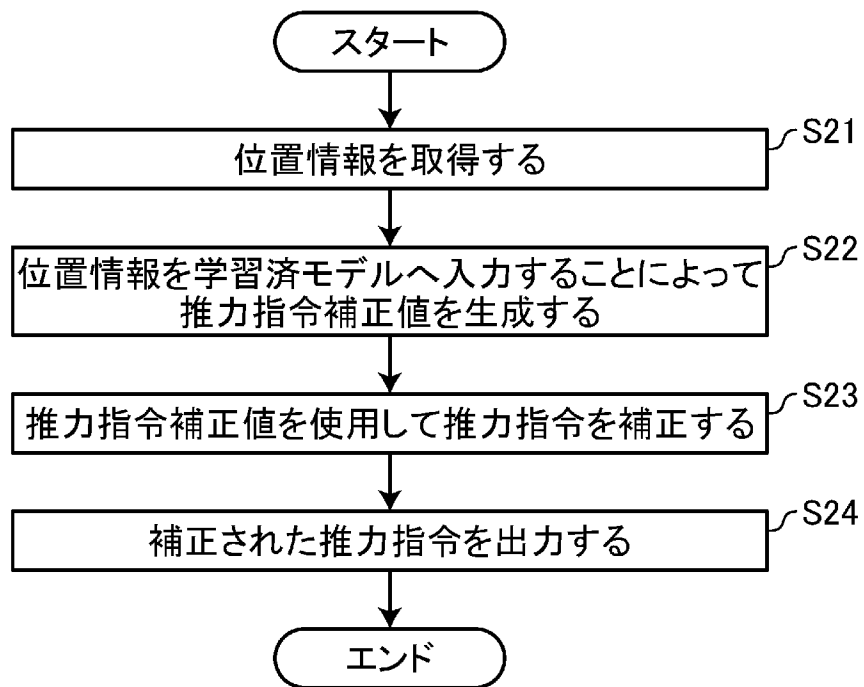 スタート
S21
位置情報を取得する
S22
位置情報を学習済モデルへ入力することによって
推力指令補正値を生成する
S23
推力指令補正値を使用して推力指令を補正する
S24
補正された推力指令を出力する
エンド